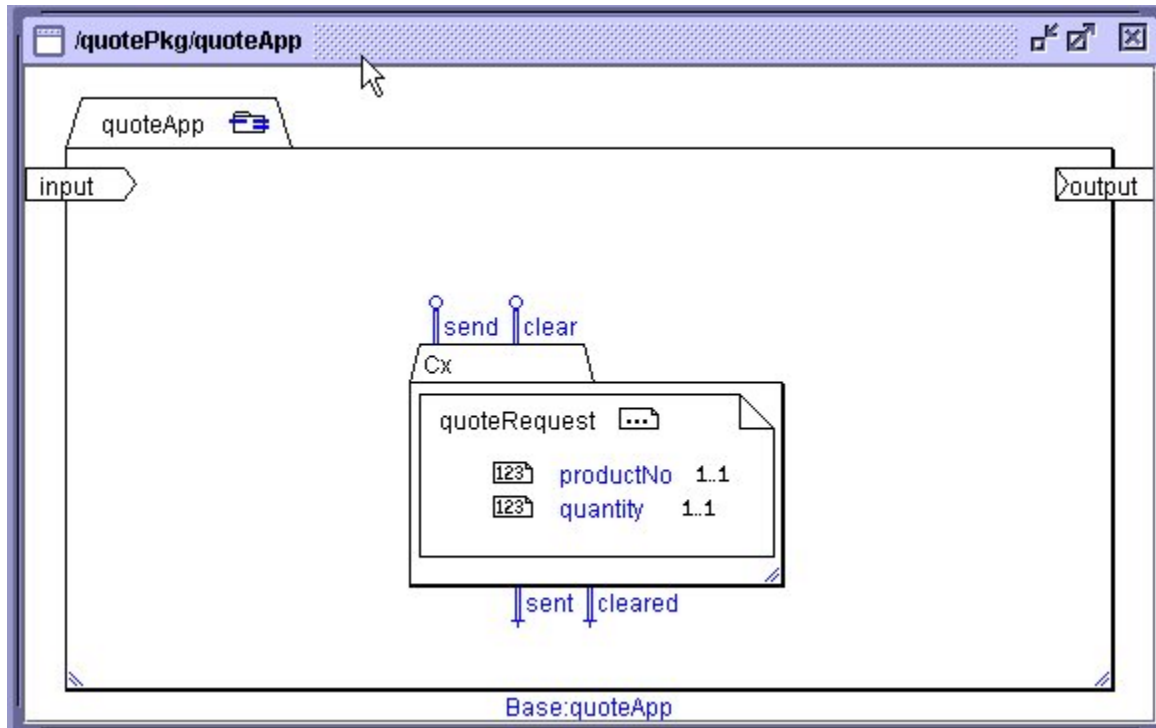 /quotePkg/quoteApp
quoteApp
input
output
send clear
Cx
quoteRequest ...
123 productNo 1..1
123 quantity 1..1
sent cleared
Base:quoteApp